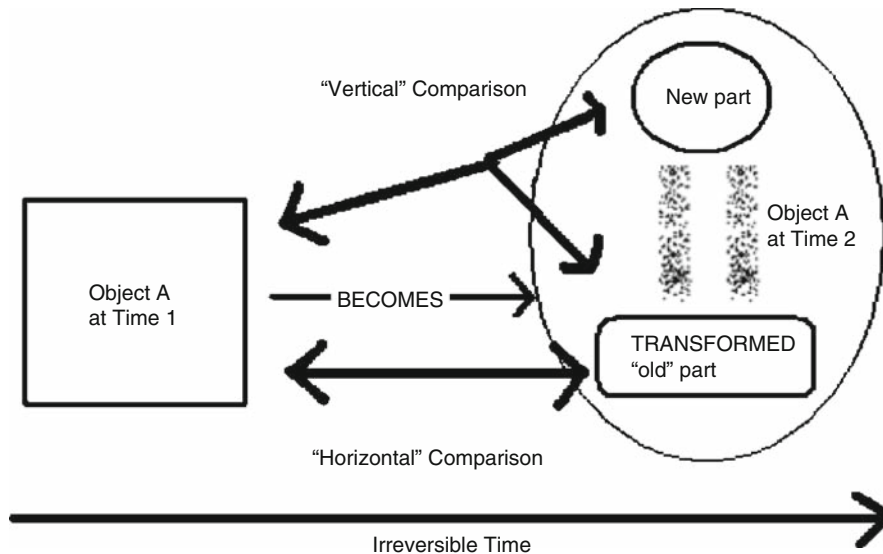 “Vertical” Comparison
New part
Object A
at Time 2
Object A
at Time 1
BECOMES
TRANSFORMED
“old” part
“Horizontal” Comparison
Irreversible Time